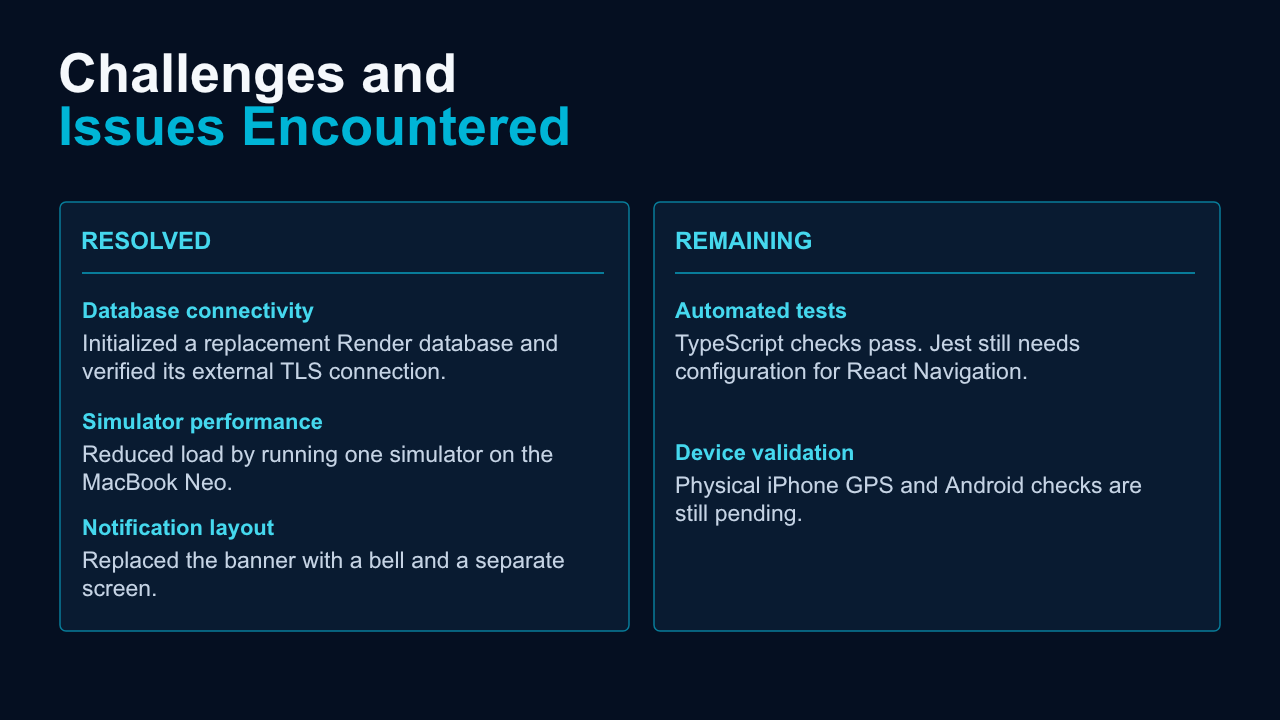 Challenges and
Issues Encountered
RESOLVED
Database connectivity
Initialized a replacement Render database and
verified its external TLS connection.
Simulator performance
Reduced load by running one simulator on the
MacBook Neo.
Notification layout
Replaced the banner with a bell and a separate
screen.
REMAINING
Automated tests
TypeScript checks pass. Jest still needs
configuration for React Navigation.
Device validation
Physical iPhone GPS and Android checks are
still pending.